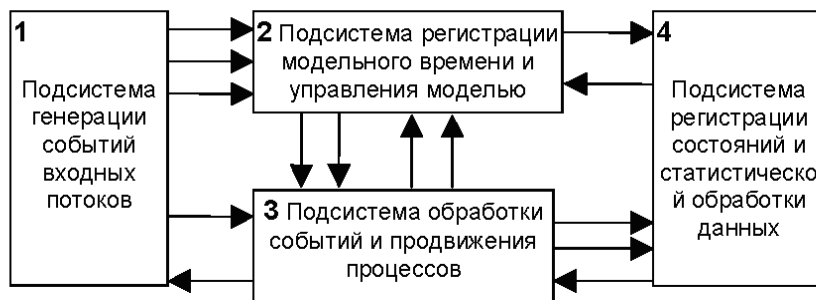 1
Подсистема
генерации
событий
входных
потоков
2 Подсистема регистрации
модельного времени и
управления моделью
3 Подсистема обработки
событий и продвижения
процессов
4
Подсистема
регистрации
состояний и
статистическо
й обработки
данных